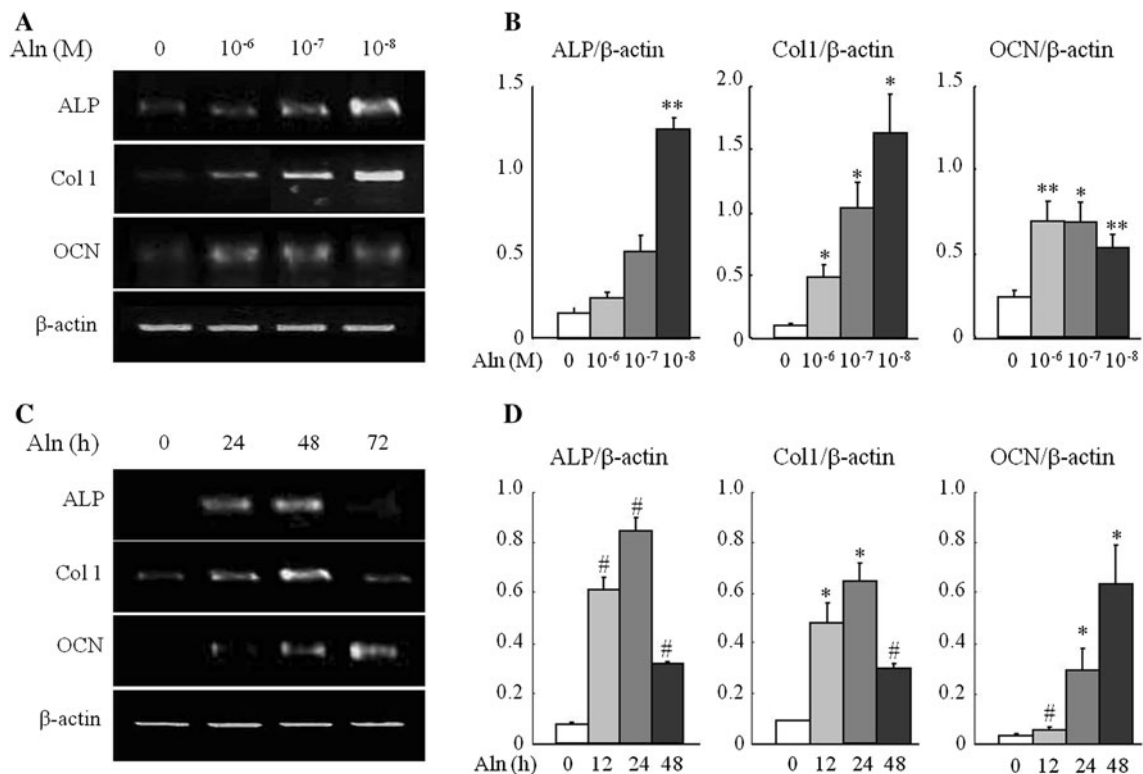 A
Aln (M) 0 10⁻⁶ 10⁻⁷ 10⁻⁸
ALP
Col 1
OCN
β-actin
B
ALP/β-actin Col1/β-actin OCN/β-actin
1.5 2.0 1.5
** * * ** * * **
1.0 1.5 1.0
0.5 1.0 0.5
0 0.5 0
0
Aln (M) 0 10⁻⁶ 10⁻⁷ 10⁻⁸ 0 10⁻⁶ 10⁻⁷ 10⁻⁸ 0 10⁻⁶ 10⁻⁷ 10⁻⁸
C
Aln (h) 0 24 48 72
ALP
Col 1
OCN
β-actin
D
ALP/β-actin Col1/β-actin OCN/β-actin
1.0 1.0 1.0
# # # * * # # * *
0.8 0.8 0.8
0.6 0.6 0.6
0.4 0.4 0.4
0.2 0.2 0.2
0 0 0
Aln (h) 0 12 24 48 0 12 24 48 0 12 24 48